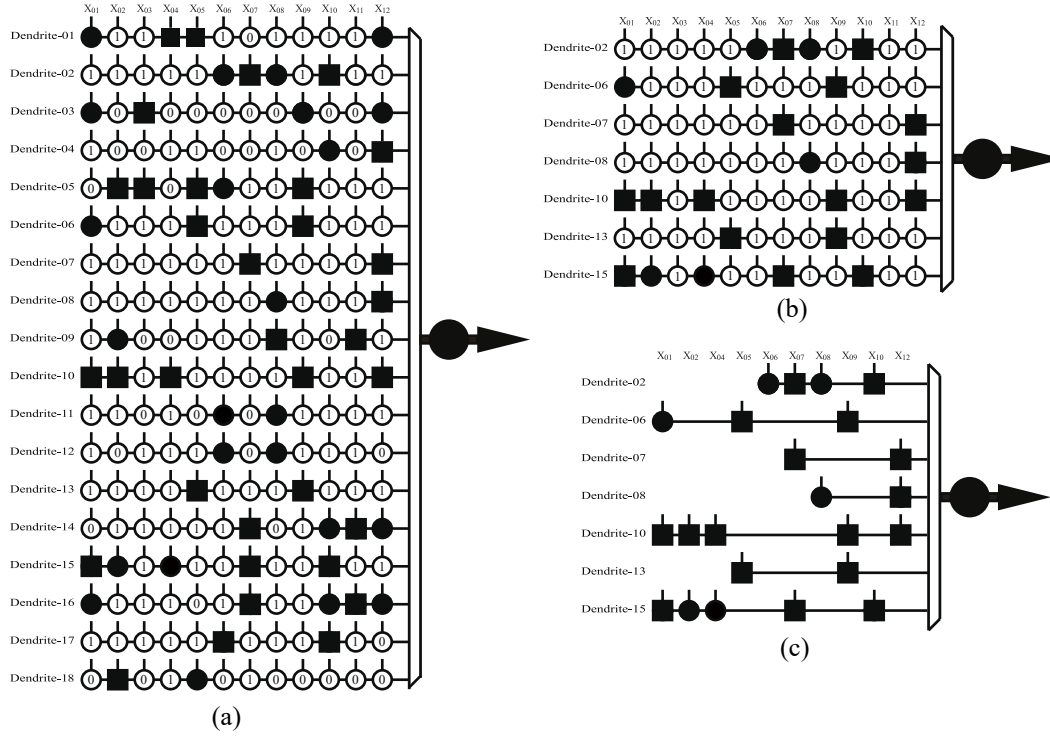 X01 X02 X03 X04 X05 X06 X07 X08 X09 X10 X11 X12
Dendrite-01 1 1 1 0 1 1 1 1
Dendrite-02 1 1 1 1 1 1 1 1
Dendrite-03 0 0 0 0 0 0 0 0
Dendrite-04 1 0 0 1 1 0 0 1 0 0
Dendrite-05 0 0 1 1 1 1 1
Dendrite-06 1 1 1 1 1 1 1 1 1
Dendrite-07 1 1 1 1 1 1 1 1 1 1
Dendrite-08 1 1 1 1 1 1 1 1 1 1
Dendrite-09 1 0 0 1 1 1 1 0 1
Dendrite-10 1 1 1 1 1 1 1
Dendrite-11 1 1 0 1 0 0 1 1 1 1
Dendrite-12 1 0 1 1 1 0 1 1 1 1
Dendrite-13 1 1 1 1 1 1 1 1 1 1
Dendrite-14 0 1 1 1 1 1 0 1
Dendrite-15 1 1 1 1 1 1 1
Dendrite-16 1 1 1 0 1 1 1
Dendrite-17 1 1 1 1 1 1 1 1 1 0
Dendrite-18 0 0 1 0 1 0 0 0 0 0
(a)
X01 X02 X03 X04 X05 X06 X07 X08 X09 X10 X11 X12
Dendrite-02 1 1 1 1 1 1 1 1
Dendrite-06 1 1 1 1 1 1 1 1 1
Dendrite-07 1 1 1 1 1 1 1 1 1 1
Dendrite-08 1 1 1 1 1 1 1 1 1 1
Dendrite-10 1 1 1 1 1 1 1
Dendrite-13 1 1 1 1 1 1 1 1 1 1
Dendrite-15 1 1 1 1 1 1 1
(b)
X01 X02 X04 X05 X06 X07 X08 X09 X10 X12
Dendrite-02
Dendrite-06
Dendrite-07
Dendrite-08
Dendrite-10
Dendrite-13
Dendrite-15
(c)